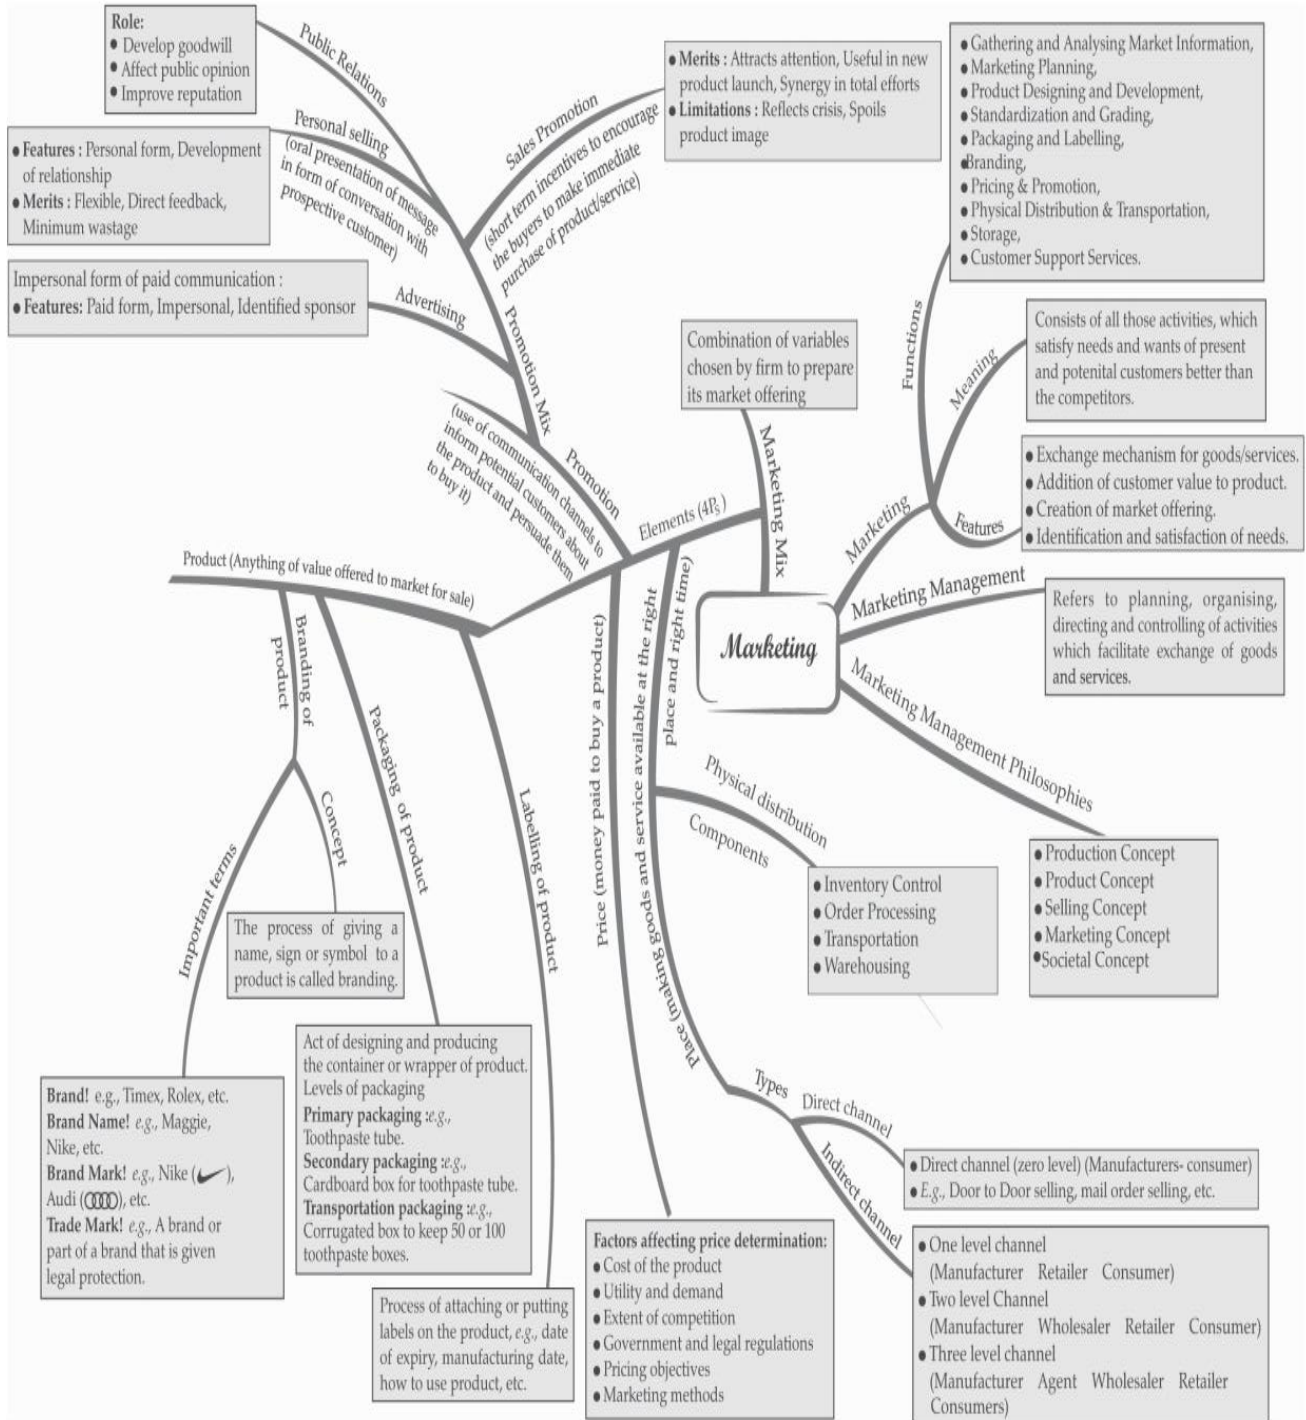 Role:
● Develop goodwill
● Affect public opinion
● Improve reputation
Public Relations
● Features : Personal form, Development
of relationship
● Merits : Flexible, Direct feedback,
Minimum wastage
Personal selling
(oral presentation of message
in form of conversation with
prospective customer)
Impersonal form of paid communication :
● Features: Paid form, Impersonal, Identified sponsor
Advertising
Sales Promotion
(short term incentives to encourage
the buyers to make immediate
purchase of product/service)
● Merits : Attracts attention, Useful in new
product launch, Synergy in total efforts
● Limitations : Reflects crisis, Spoils
product image
Promotion Mix
Promotion
(use of communication channels to
inform potential customers about
the product and persuade them
to buy it)
● Gathering and Analysing Market Information,
● Marketing Planning,
● Product Designing and Development,
● Standardization and Grading,
● Packaging and Labelling,
● Branding,
● Pricing & Promotion,
● Physical Distribution & Transportation,
● Storage,
● Customer Support Services.
Functions
Meaning
Consists of all those activities, which
satisfy needs and wants of present
and potenital customers better than
the competitors.
Features
● Exchange mechanism for goods/services.
● Addition of customer value to product.
● Creation of market offering.
● Identification and satisfaction of needs.
Marketing
Combination of variables
chosen by firm to prepare
its market offering
Marketing Mix
Elements (4Ps)
Marketing
Marketing Management
Refers to planning, organising,
directing and controlling of activities
which facilitate exchange of goods
and services.
Marketing Management Philosophies
● Production Concept
● Product Concept
● Selling Concept
● Marketing Concept
● Societal Concept
Product (Anything of value offered to market for sale)
Branding of
product
Important terms
Concept
The process of giving a
name, sign or symbol to a
product is called branding.
Brand! e.g., Timex, Rolex, etc.
Brand Name! e.g., Maggie,
Nike, etc.
Brand Mark! e.g., Nike ( ),
Audi ( ), etc.
Trade Mark! e.g., A brand or
part of a brand that is given
legal protection.
Packaging of product
Act of designing and producing
the container or wrapper of product.
Levels of packaging
Primary packaging :e.g.,
Toothpaste tube.
Secondary packaging :e.g.,
Cardboard box for toothpaste tube.
Transportation packaging :e.g.,
Corrugated box to keep 50 or 100
toothpaste boxes.
Labelling of product
Process of attaching or putting
labels on the product, e.g., date
of expiry, manufacturing date,
how to use product, etc.
Price (money paid to buy a product)
Factors affecting price determination:
● Cost of the product
● Utility and demand
● Extent of competition
● Government and legal regulations
● Pricing objectives
● Marketing methods
Place (making goods and service available at the right
place and right time)
Physical distribution
Components
● Inventory Control
● Order Processing
● Transportation
● Warehousing
Types
Direct channel
● Direct channel (zero level) (Manufacturers- consumer)
● E.g., Door to Door selling, mail order selling, etc.
Indirect channel
● One level channel
(Manufacturer Retailer Consumer)
● Two level Channel
(Manufacturer Wholesaler Retailer Consumer)
● Three level channel
(Manufacturer Agent Wholesaler Retailer
Consumers)